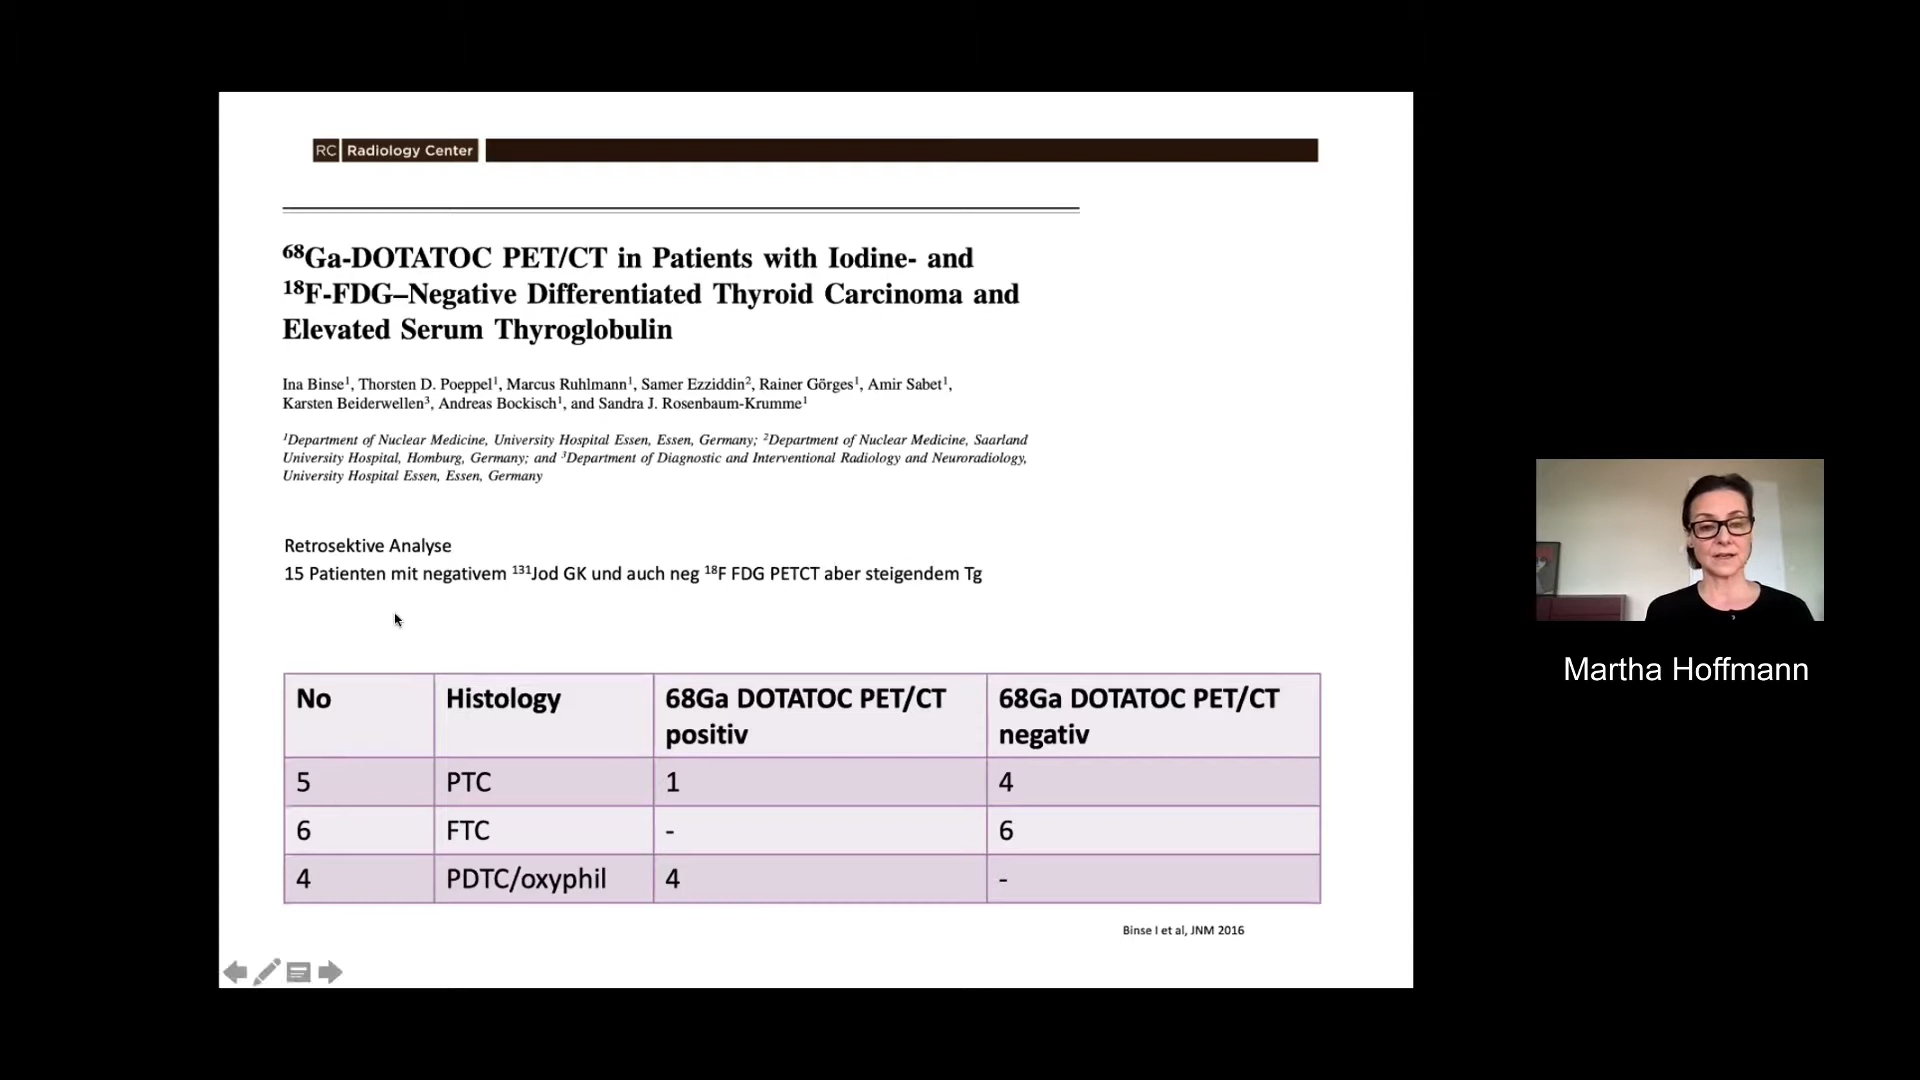 RC Radiology Center
⁶⁸Ga-DOTATOC PET/CT in Patients with Iodine- and
¹⁸F-FDG–Negative Differentiated Thyroid Carcinoma and
Elevated Serum Thyroglobulin
Ina Binse¹, Thorsten D. Poeppel¹, Marcus Ruhlmann¹, Samer Ezziddin², Rainer Görges¹, Amir Sabet¹,
Karsten Beiderwellen³, Andreas Bockisch¹, and Sandra J. Rosenbaum-Krumme¹
¹Department of Nuclear Medicine, University Hospital Essen, Essen, Germany; ²Department of Nuclear Medicine, Saarland
University Hospital, Homburg, Germany; and ³Department of Diagnostic and Interventional Radiology and Neuroradiology,
University Hospital Essen, Essen, Germany
Retrosektive Analyse
15 Patienten mit negativem ¹³¹Jod GK und auch neg ¹⁸F FDG PETCT aber steigendem Tg
No Histology 68Ga DOTATOC PET/CT positiv 68Ga DOTATOC PET/CT negativ
5 PTC 1 4
6 FTC - 6
4 PDTC/oxyphil 4 -
Binse I et al, JNM 2016
Martha Hoffmann